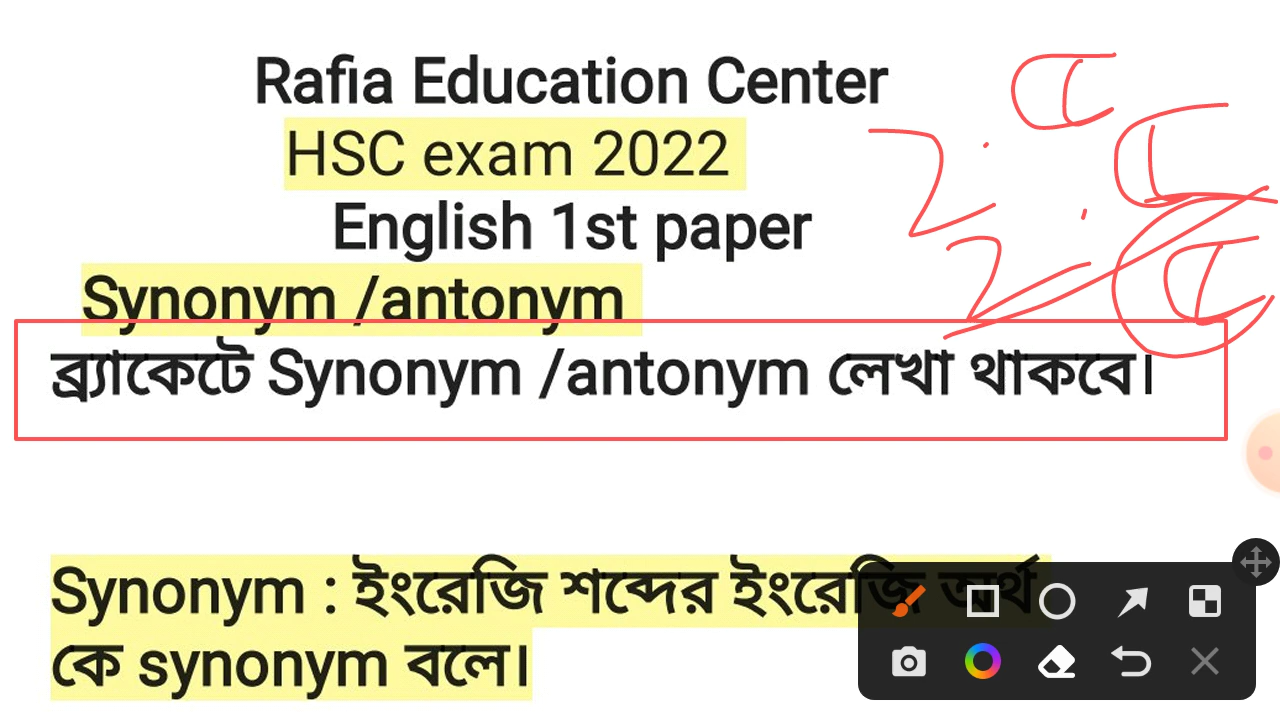 Rafia Education Center
HSC exam 2022
English 1st paper
Synonym /antonym
ব্র্যাকেটে Synonym /antonym লেখা থাকবে।
Synonym : ইংরেজি শব্দের ইংরেজি অর্থ
কে synonym বলে।